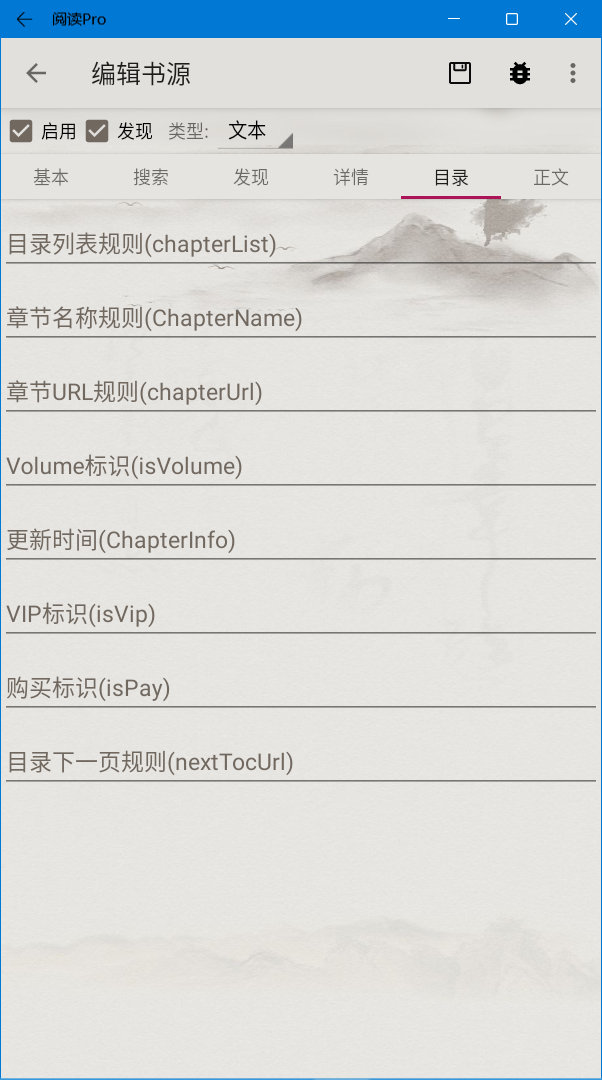 阅读Pro
编辑书源
启用 发现 类型: 文本
基本 搜索 发现 详情 目录 正文
目录列表规则(chapterList)
章节名称规则(ChapterName)
章节URL规则(chapterUrl)
Volume标识(isVolume)
更新时间(ChapterInfo)
VIP标识(isVip)
购买标识(isPay)
目录下一页规则(nextTocUrl)